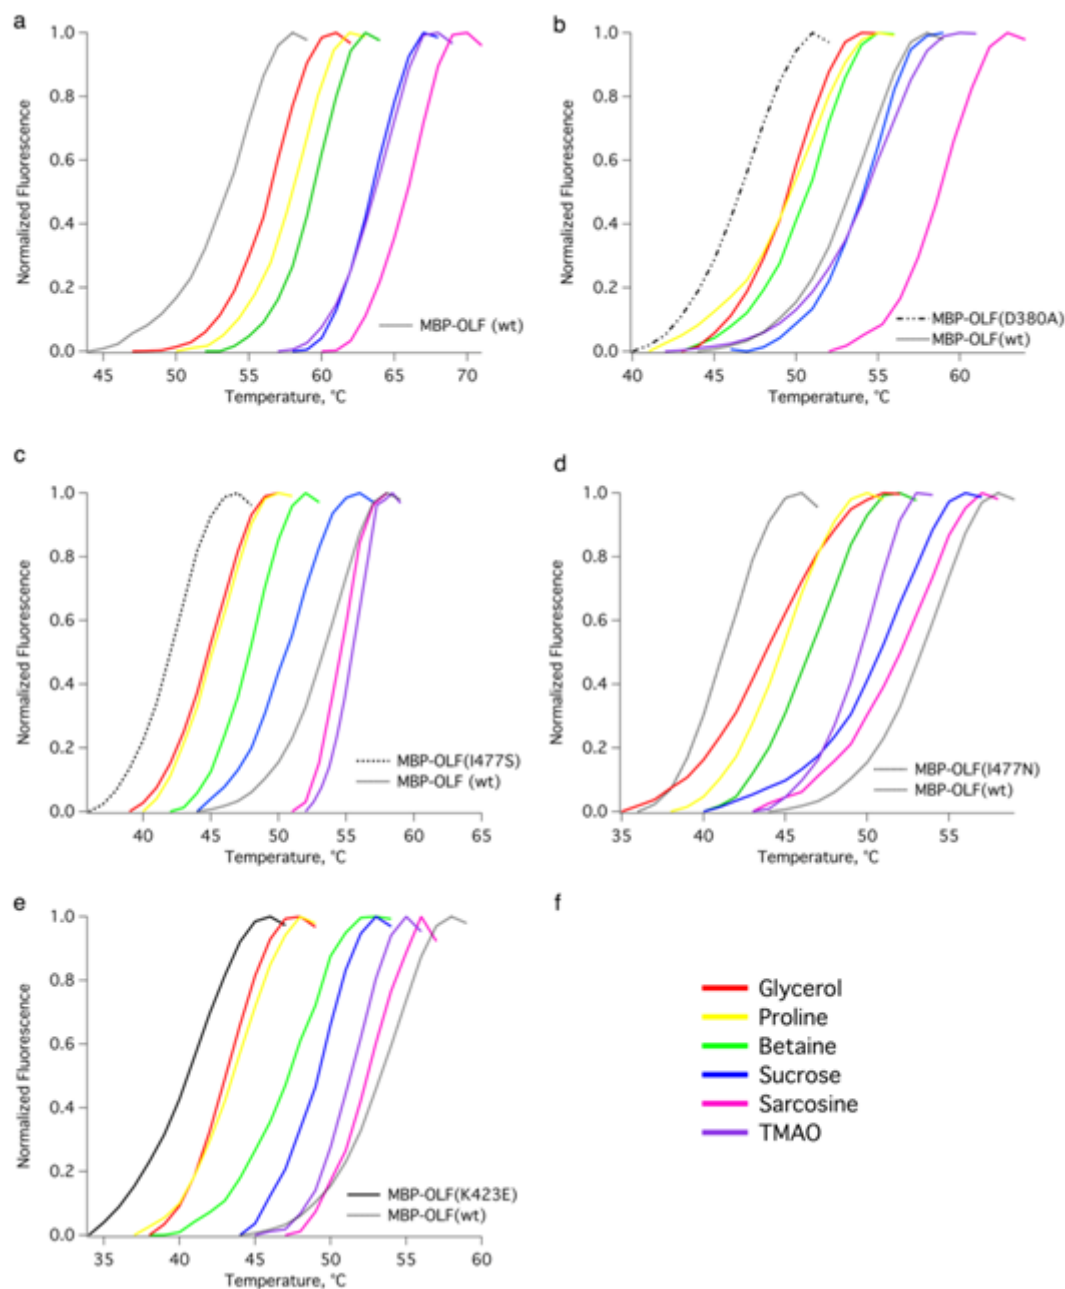 a
1.0
0.8
0.6
0.4
0.2
0.0
Normalized Fluorescence
MBP-OLF (wt)
45 50 55 60 65 70
Temperature, °C
b
1.0
0.8
0.6
0.4
0.2
0.0
Normalized Fluorescence
MBP-OLF(D380A)
MBP-OLF(wt)
40 45 50 55 60
Temperature, °C
c
1.0
0.8
0.6
0.4
0.2
0.0
Normalized Fluorescence
MBP-OLF(I477S)
MBP-OLF (wt)
40 45 50 55 60 65
Temperature, °C
d
1.0
0.8
0.6
0.4
0.2
0.0
Normalized Fluorescence
MBP-OLF(I477N)
MBP-OLF(wt)
35 40 45 50 55
Temperature, °C
e
1.0
0.8
0.6
0.4
0.2
0.0
Normalized Fluorescence
MBP-OLF(K423E)
MBP-OLF(wt)
35 40 45 50 55 60
Temperature, °C
f
Glycerol
Proline
Betaine
Sucrose
Sarcosine
TMAO